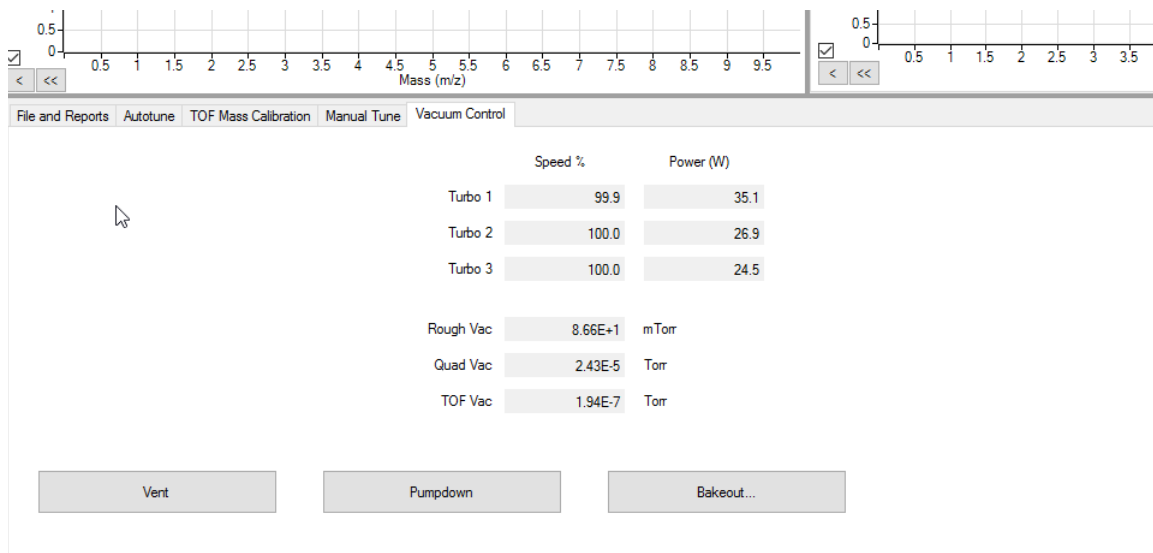 0.5
0
0.5 1 1.5 2 2.5 3 3.5 4 4.5 5 5.5 6 6.5 7 7.5 8 8.5 9 9.5
Mass (m/z)
< <<
0.5
0
0.5 1 1.5 2 2.5 3 3.5
< <<
File and Reports Autotune TOF Mass Calibration Manual Tune Vacuum Control
Speed % Power (W)
Turbo 1 99.9 35.1
Turbo 2 100.0 26.9
Turbo 3 100.0 24.5
Rough Vac 8.66E+1 mTorr
Quad Vac 2.43E-5 Torr
TOF Vac 1.94E-7 Torr
Vent Pumpdown Bakeout...